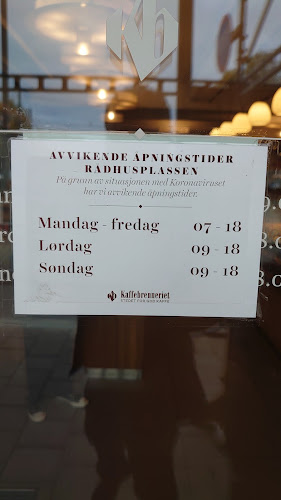 AVVIKENDE ÅPNINGSTIDER
RÅDHUSPLASSEN
På grunn av situasjonen med Koronaviruset
har vi avvikende åpningstider.
Mandag - fredag 07 - 18
Lørdag 09 - 18
Søndag 09 - 18
Kaffebrenneriet